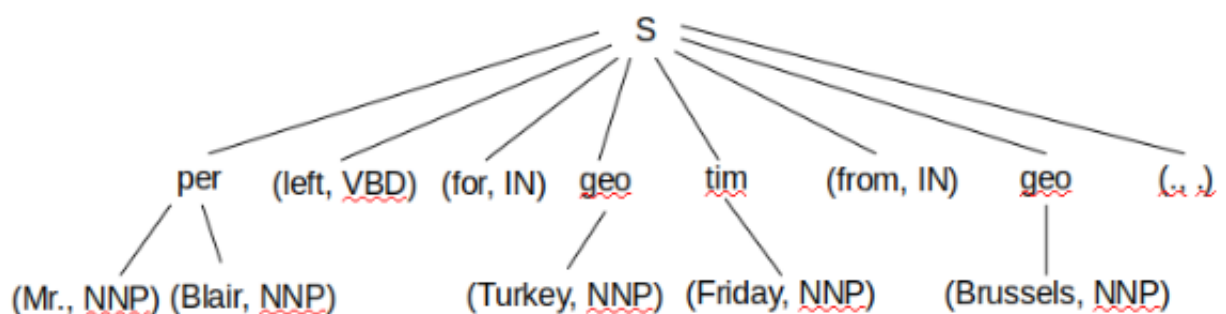 S
per (left, VBD) (for, IN) geo tim (from, IN) geo (., .)
(Mr., NNP) (Blair, NNP) (Turkey, NNP) (Friday, NNP) (Brussels, NNP)